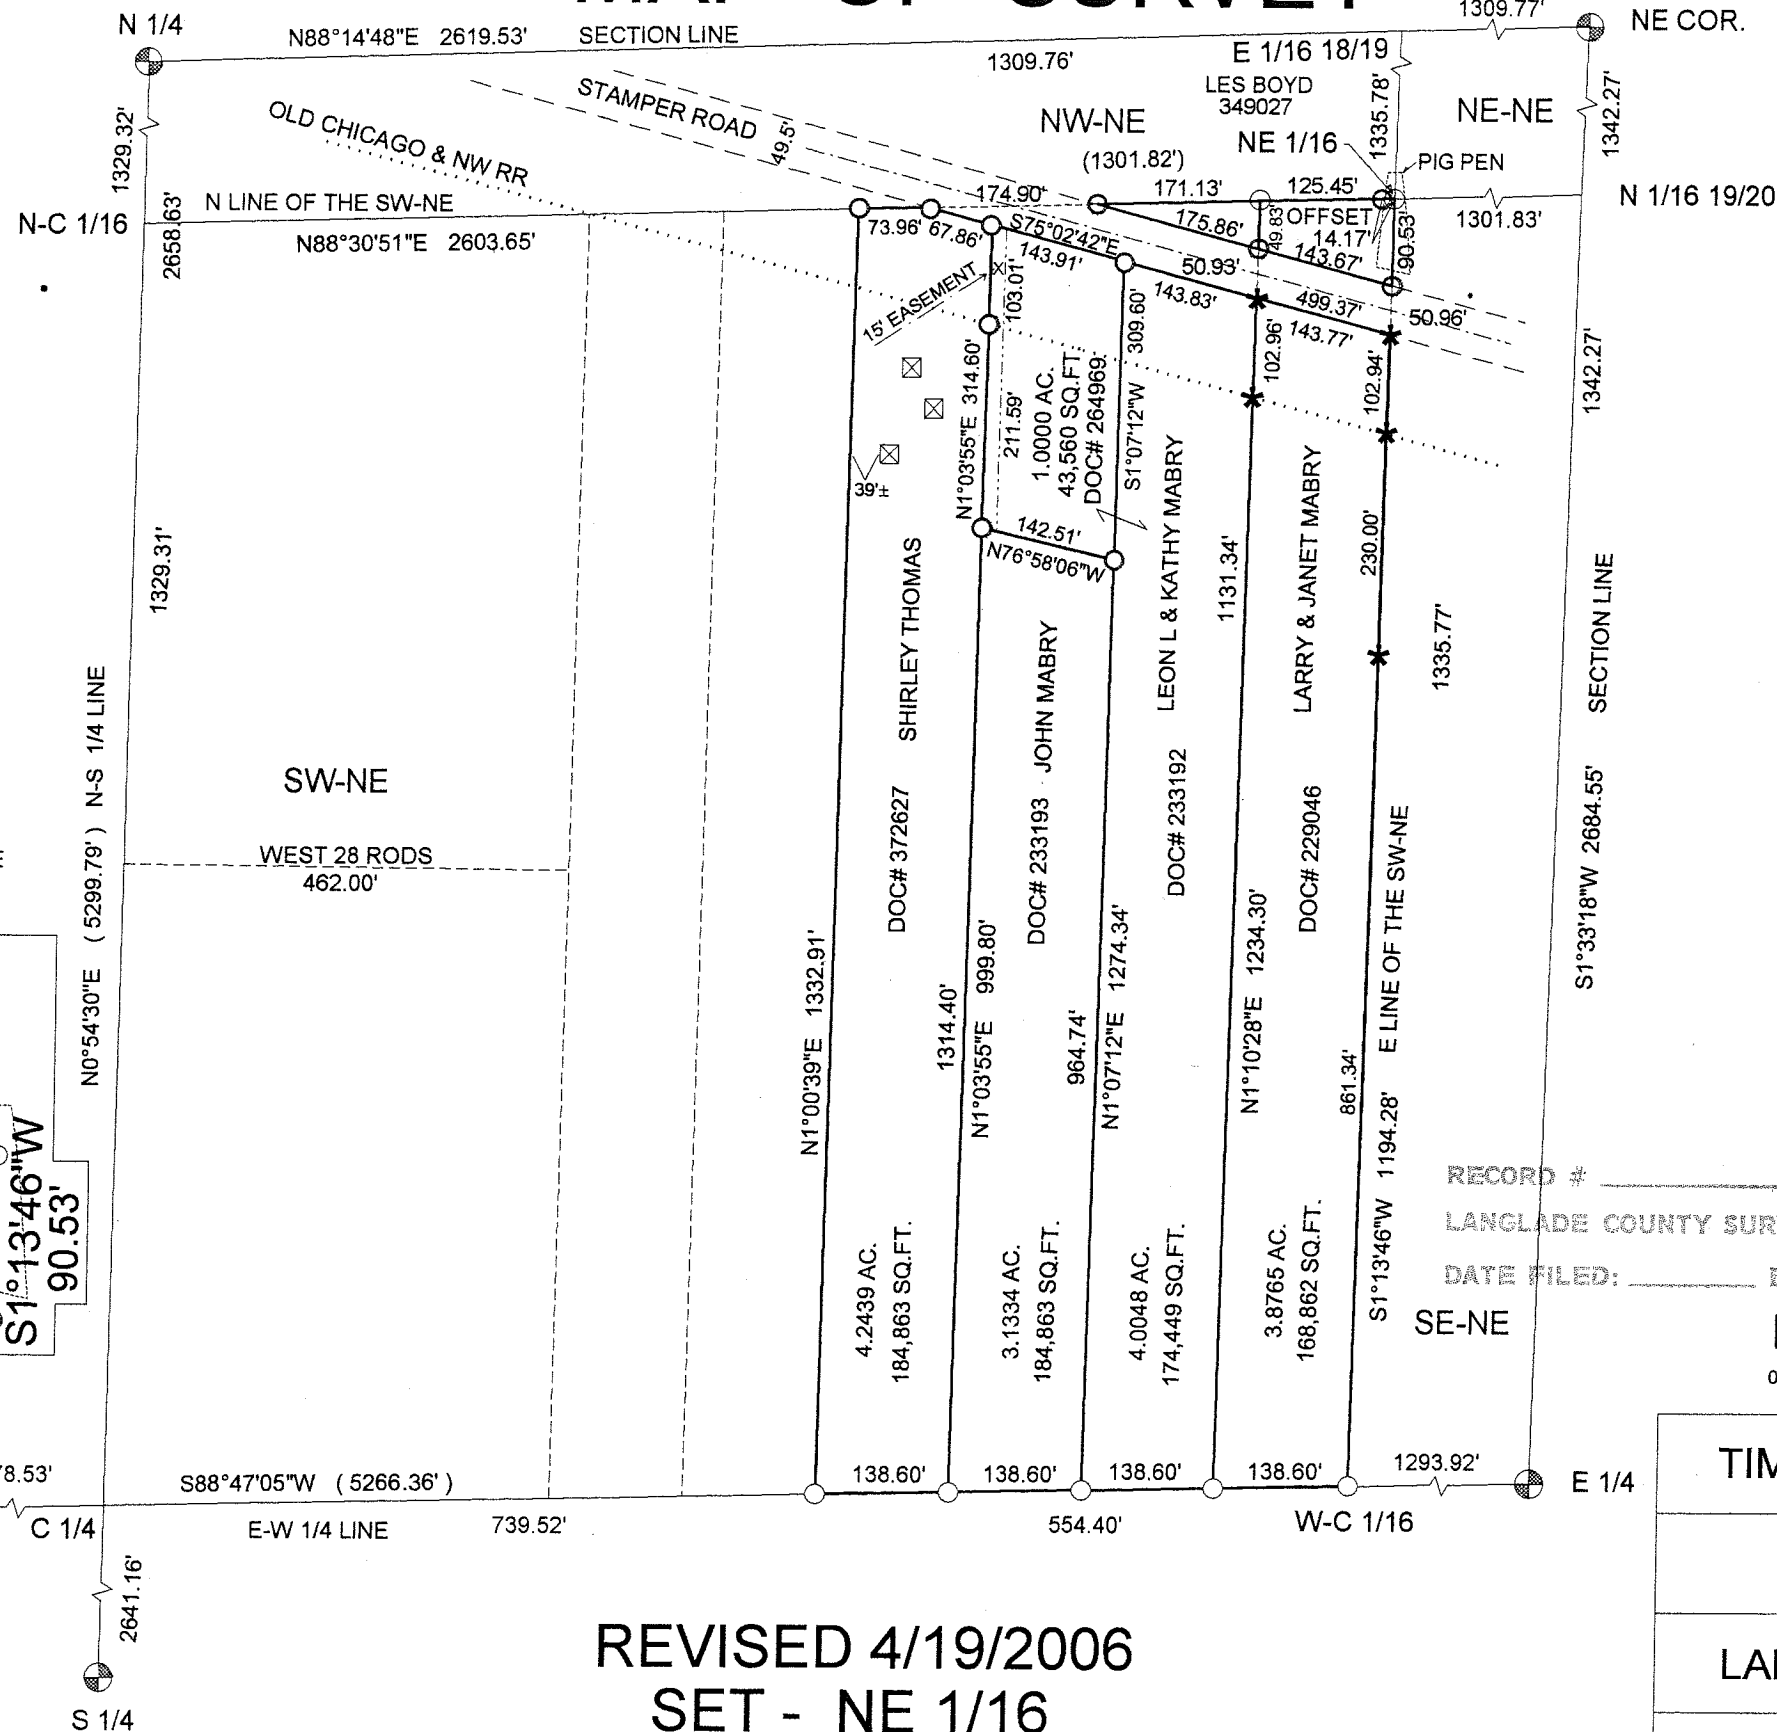 MAP OF SURVEY
N 1/4
N88°14'48"E 2619.53' SECTION LINE
1309.76'
1309.77'
NE COR.
E 1/16 18/19
LES BOYD
349027
NW-NE
(1301.82')
NE 1/16
1335.78'
NE-NE
1342.27'
PIG PEN
STAMPER ROAD
49.5'
OLD CHICAGO & NW RR
1329.32'
N-C 1/16
2658.63'
N LINE OF THE SW-NE
N88°30'51"E 2603.65'
174.90'
171.13'
125.45'
1301.83'
N 1/16 19/20
73.96'
67.86'
S75°02'42"E
143.91'
175.86'
49.83'
OFFSET
14.17'
90.53'
143.67'
50.93'
143.83'
499.37'
143.77'
50.96'
15' EASEMENT
103.01'
309.60'
102.96'
102.94'
1342.27'
39'±
N1°03'55"E 314.60'
211.59'
1.0000 AC.
43,560 SQ.FT.
DOC# 264969
S1°07'12"W
142.51'
N76°58'06"W
1329.31'
SHIRLEY THOMAS
DOC# 372627
JOHN MABRY
DOC# 233193
LEON L & KATHY MABRY
DOC# 233192
1131.34'
LARRY & JANET MABRY
DOC# 229046
230.00'
1335.77'
SECTION LINE
S1°33'18"W 2684.55'
N0°54'30"E ( 5299.79' ) N-S 1/4 LINE
SW-NE
WEST 28 RODS
462.00'
N1°00'39"E 1332.91'
1314.40'
N1°03'55"E 999.80'
964.74'
N1°07'12"E 1274.34'
N1°10'28"E 1234.30'
861.34'
S1°13'46"W 1194.28' E LINE OF THE SW-NE
S1°13'46"W
90.53'
4.2439 AC.
184,863 SQ.FT.
3.1334 AC.
184,863 SQ.FT.
4.0048 AC.
174,449 SQ.FT.
3.8765 AC.
168,862 SQ.FT.
RECORD #
LANGLADE COUNTY SUR
DATE FILED:
SE-NE
78.53'
S88°47'05"W ( 5266.36' )
138.60'
138.60'
138.60'
138.60'
1293.92'
E 1/4
C 1/4
E-W 1/4 LINE
739.52'
554.40'
W-C 1/16
2641.16'
S 1/4
TIM
LAI
REVISED 4/19/2006
SET - NE 1/16